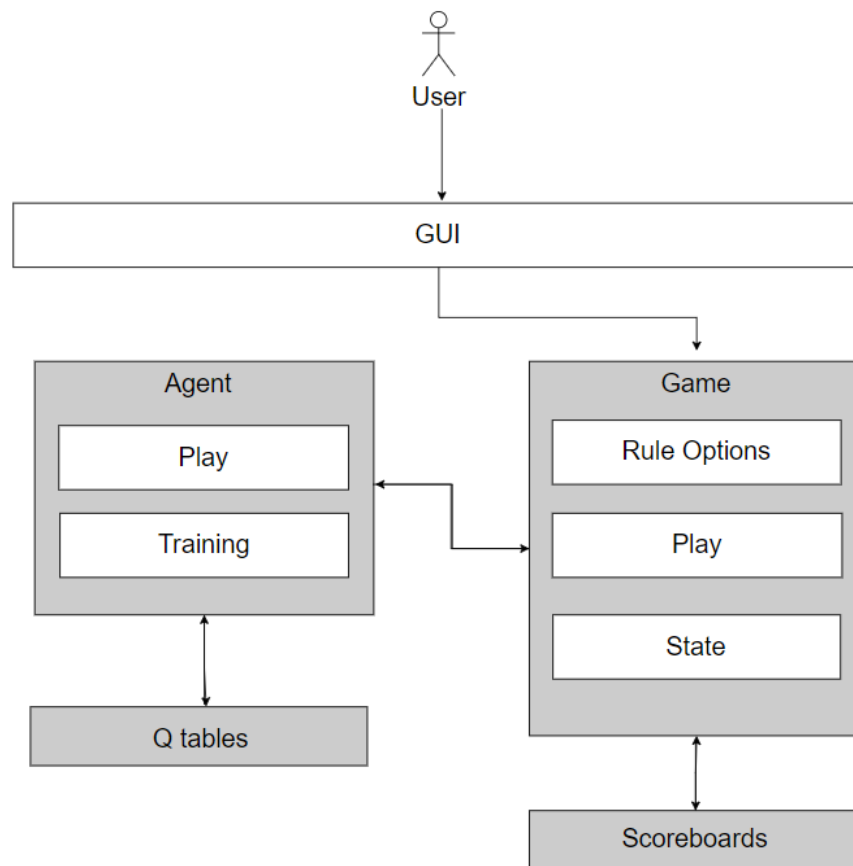 User
GUI
Agent
Play
Training
Q tables
Game
Rule Options
Play
State
Scoreboards